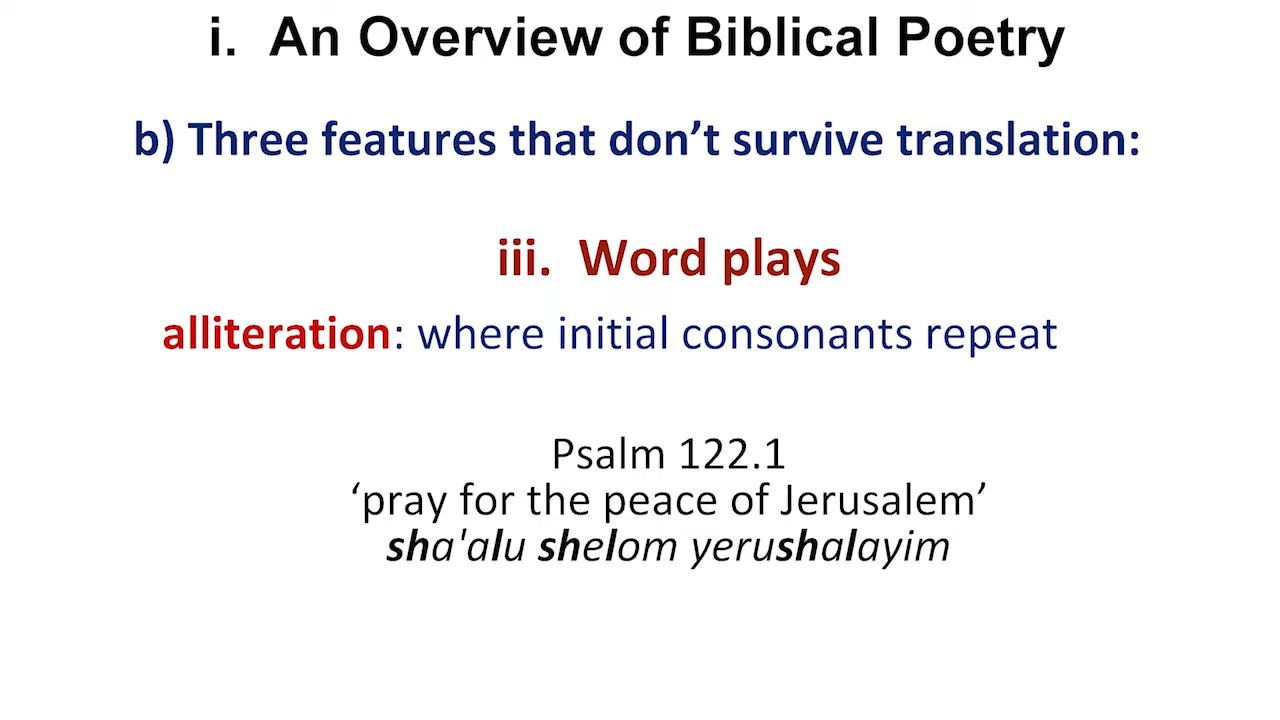 i.  An Overview of Biblical Poetry
b) Three features that don’t survive translation:
iii.  Word plays
alliteration: where initial consonants repeat
Psalm 122.1
‘pray for the peace of Jerusalem’
sha'alu shelom yerushalayim